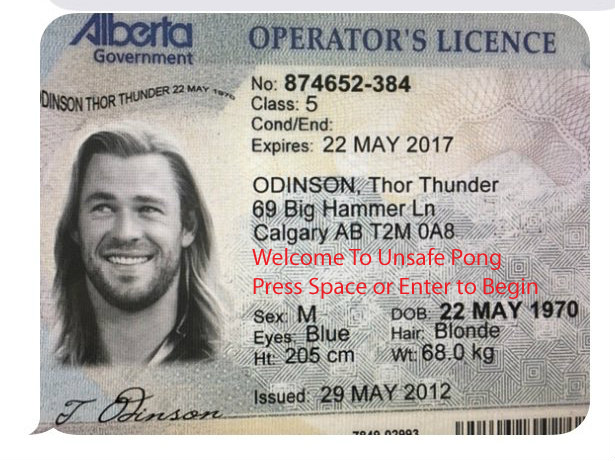 Alberta
Government
OPERATOR'S LICENCE
ODINSON THOR THUNDER 22 MAY 1970
No: 874652-384
Class: 5
Cond/End:
Expires: 22 MAY 2017
ODINSON, Thor Thunder
69 Big Hammer Ln
Calgary AB T2M 0A8
Welcome To Unsafe Pong
Press Space or Enter to Begin
Sex: M DOB: 22 MAY 1970
Eyes: Blue Hair: Blonde
Ht: 205 cm Wt: 68.0 kg
Issued: 29 MAY 2012
T Odinson